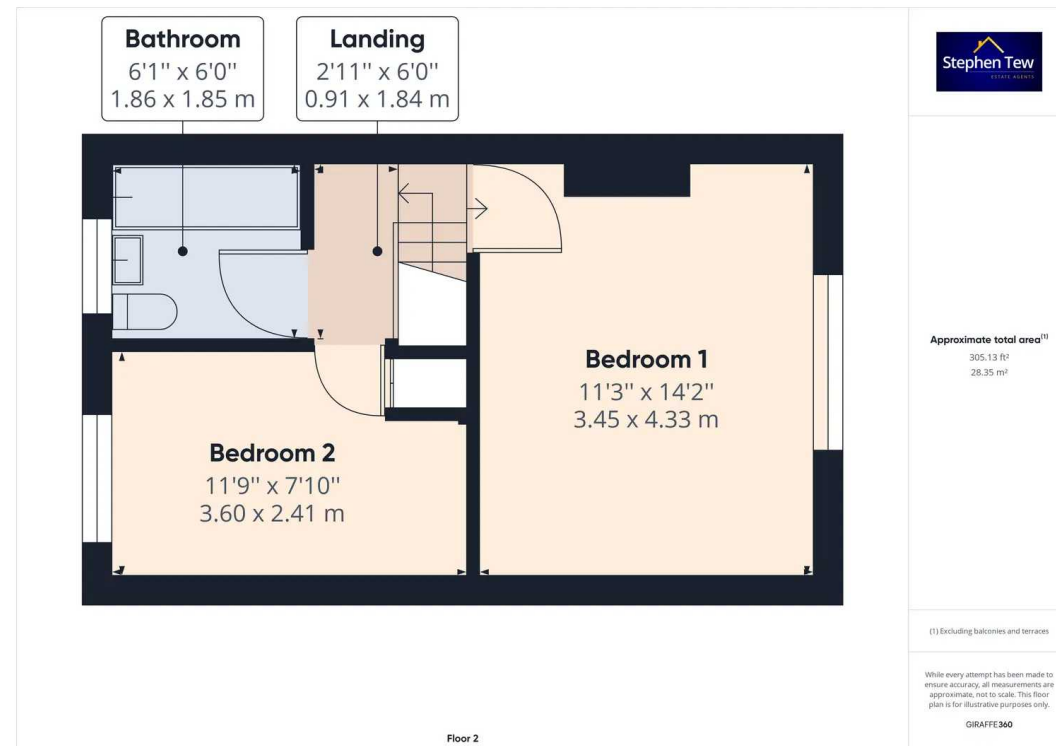 Bathroom
6'1'' x 6'0''
1.86 x 1.85 m
Landing
2'11'' x 6'0''
0.91 x 1.84 m
Bedroom 1
11'3'' x 14'2''
3.45 x 4.33 m
Bedroom 2
11'9'' x 7'10''
3.60 x 2.41 m
Floor 2
Stephen Tew
ESTATE AGENTS
Approximate total area(1)
305.13 ft²
28.35 m²
(1) Excluding balconies and terraces
While every attempt has been made to
ensure accuracy, all measurements are
approximate, not to scale. This floor
plan is for illustrative purposes only.
GIRAFFE360